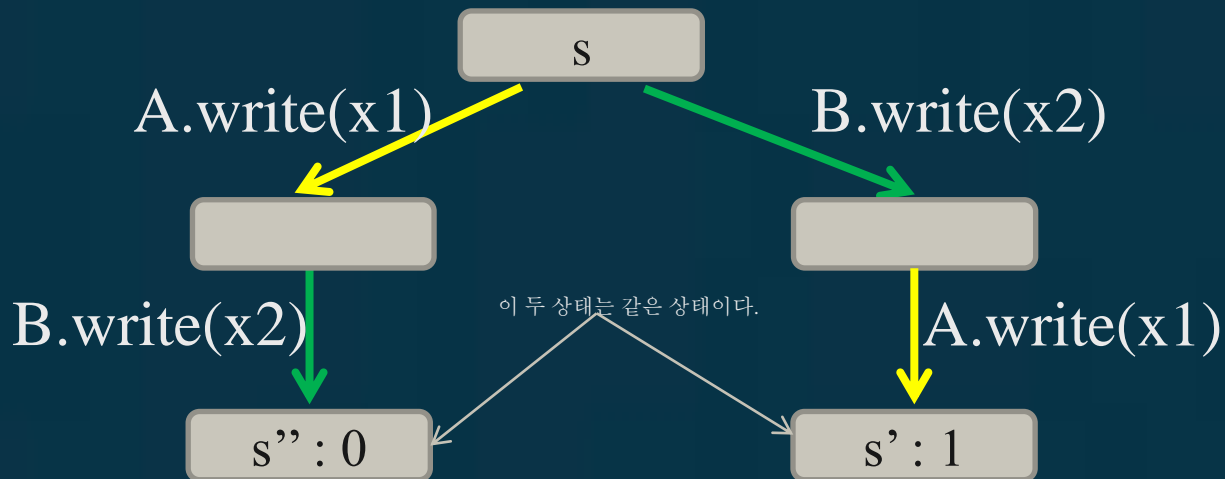 s
A.write(x1)
B.write(x2)
이 두 상태는 같은 상태이다.
B.write(x2)
A.write(x1)
s’’ : 0
s’ : 1